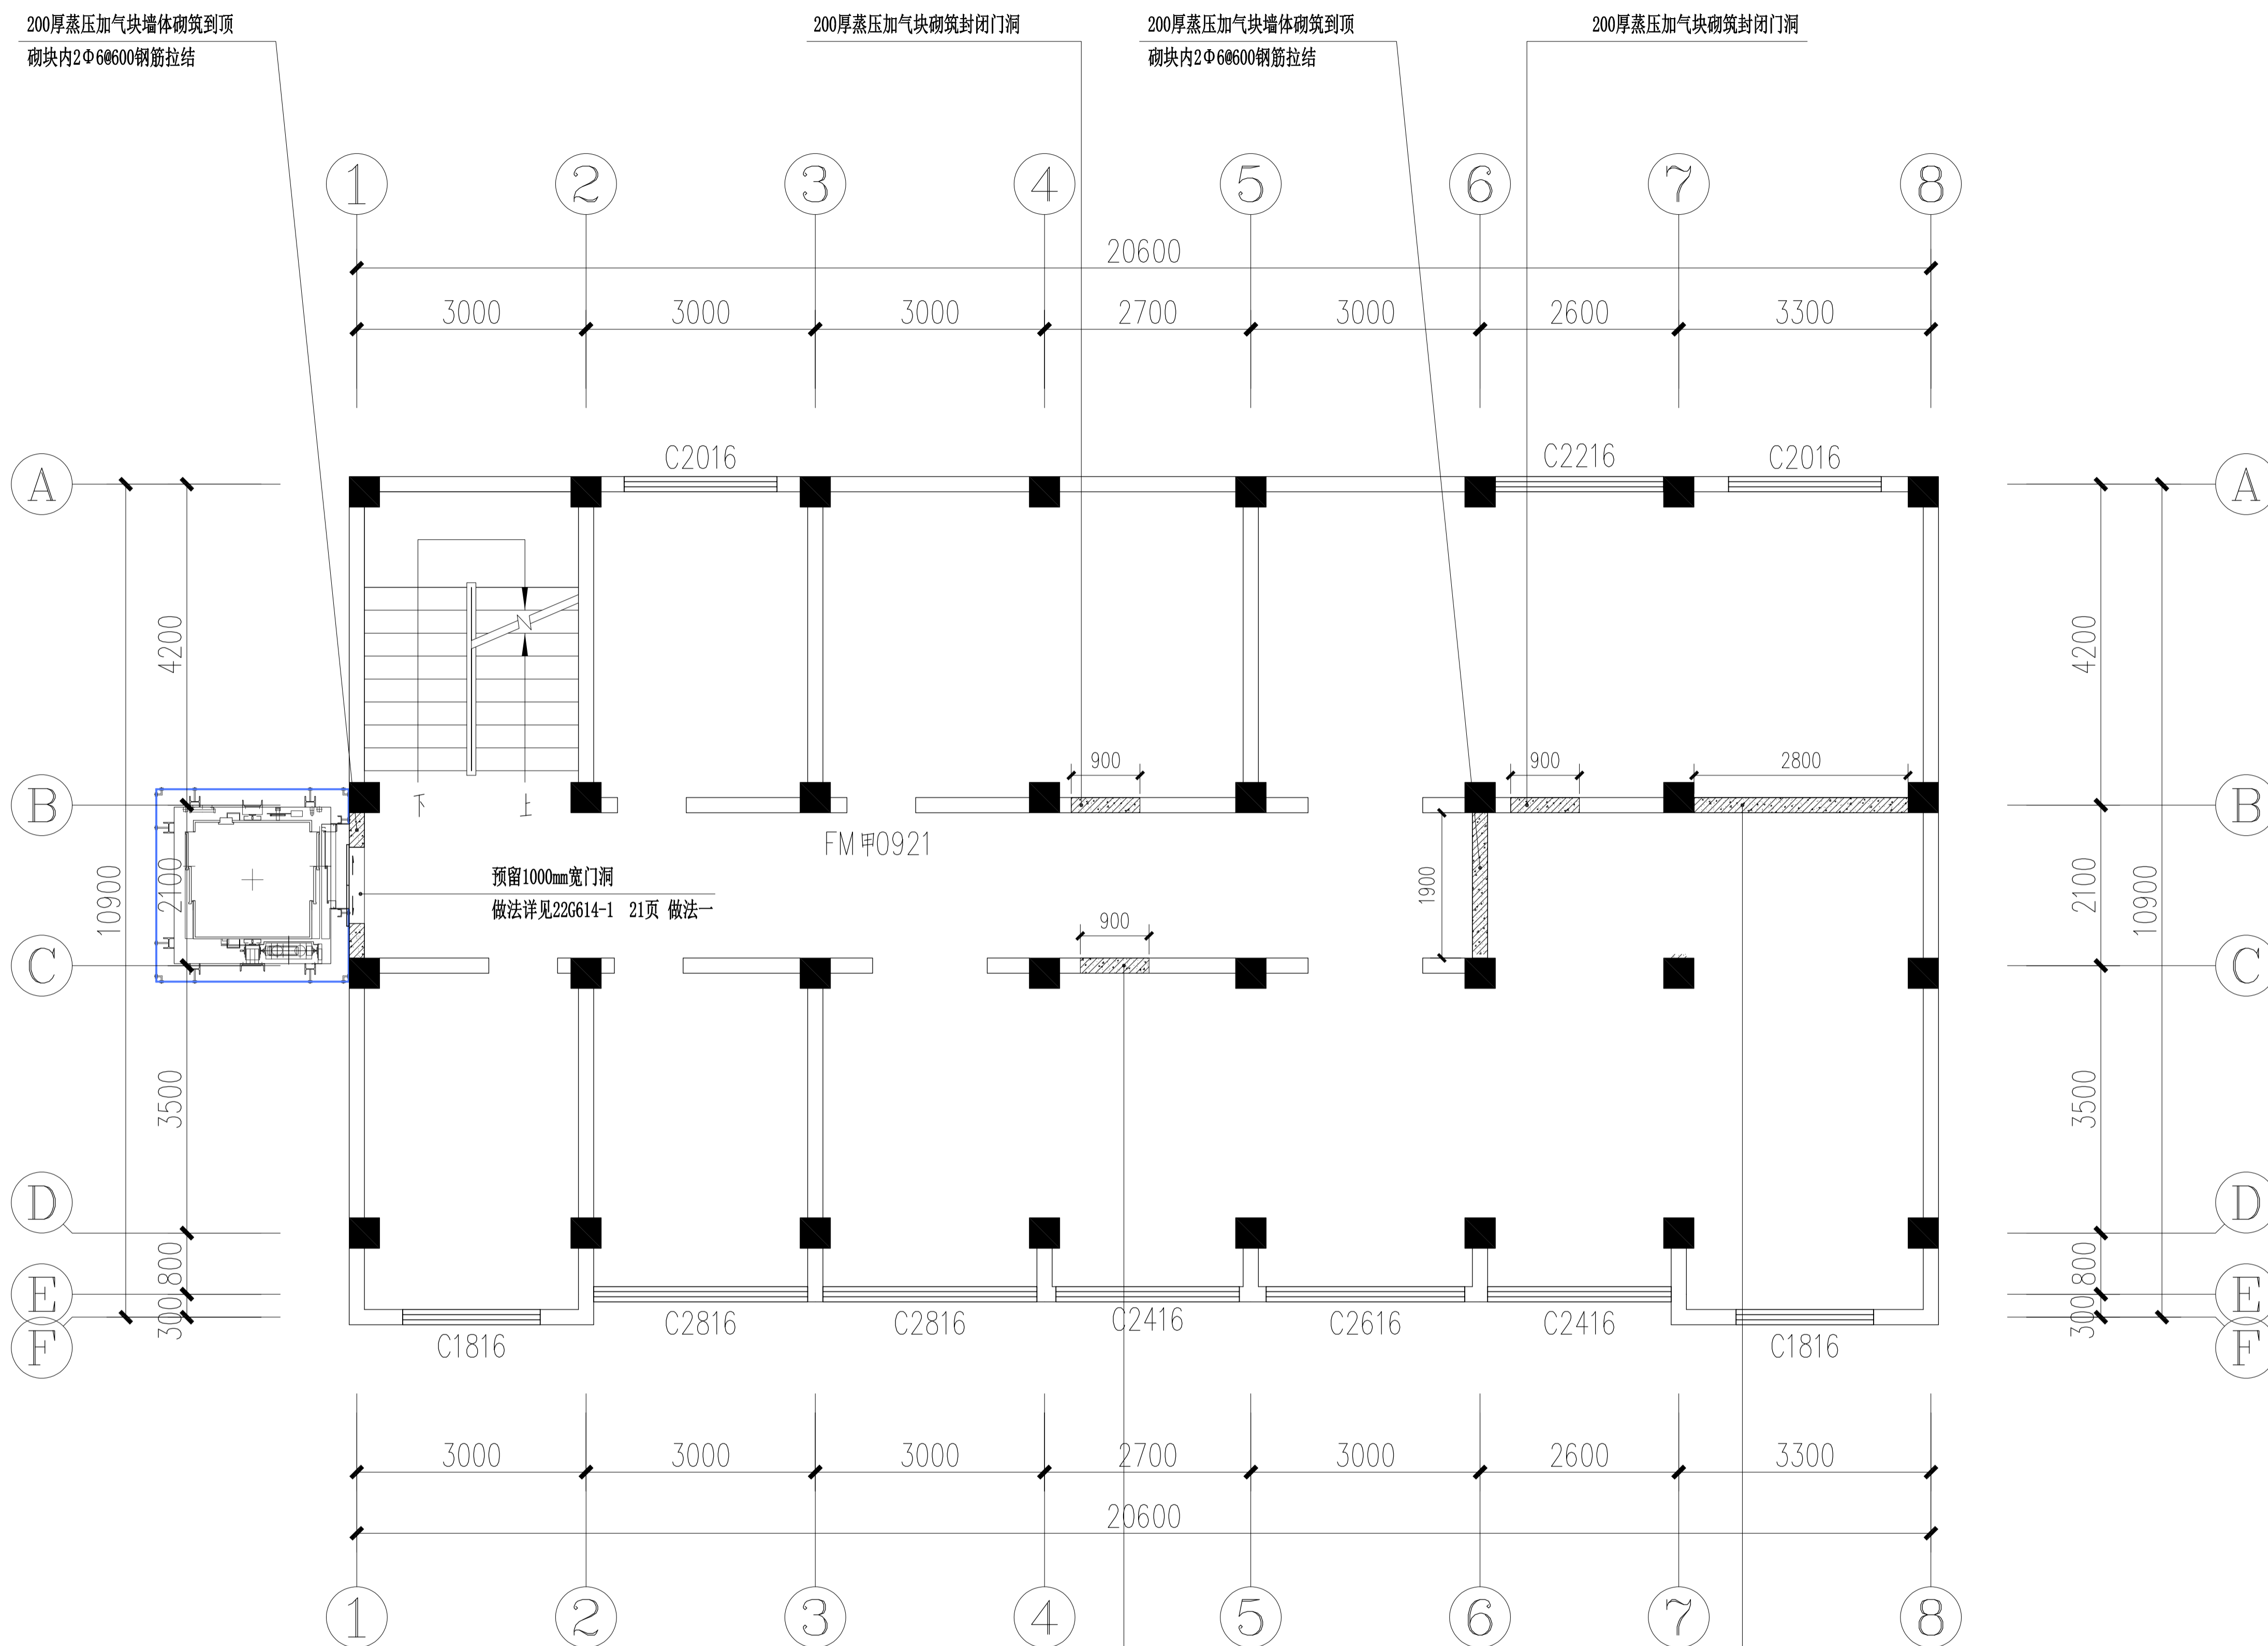 200厚蒸压加气块墙体砌筑到顶
砌块内2Φ6@600钢筋拉结
200厚蒸压加气块砌筑封闭门洞
200厚蒸压加气块墙体砌筑到顶
砌块内2Φ6@600钢筋拉结
200厚蒸压加气块砌筑封闭门洞
1
2
3
4
5
6
7
8
20600
3000
3000
3000
2700
3000
2600
3300
C2016
C2216
C2016
A
A
4200
4200
900
900
2800
B
B
下
上
FM甲0921
预留1000mm宽门洞
做法详见22G614-1 21页 做法一
10900
2100
1900
2100
10900
900
C
C
3500
3500
D
D
800
800
E
E
300
300
F
F
C1816
C2816
C2816
C2416
C2616
C2416
C1816
3000
3000
3000
2700
3000
2600
3300
20600
1
2
3
4
5
6
7
8